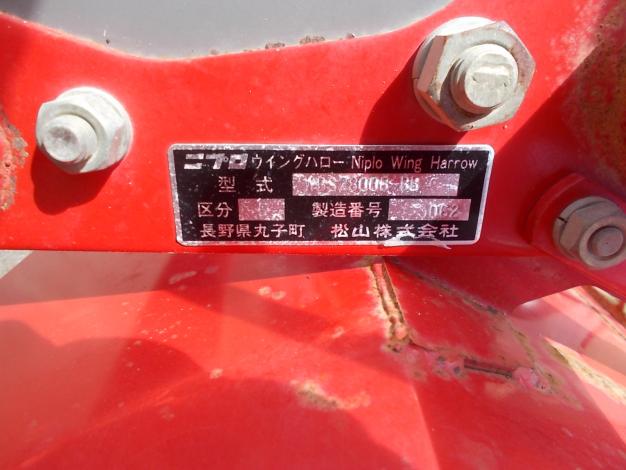 ニプロ ウイングハロー Niplo Wing Harrow
型式
区分 製造番号
長野県丸子町 松山株式会社